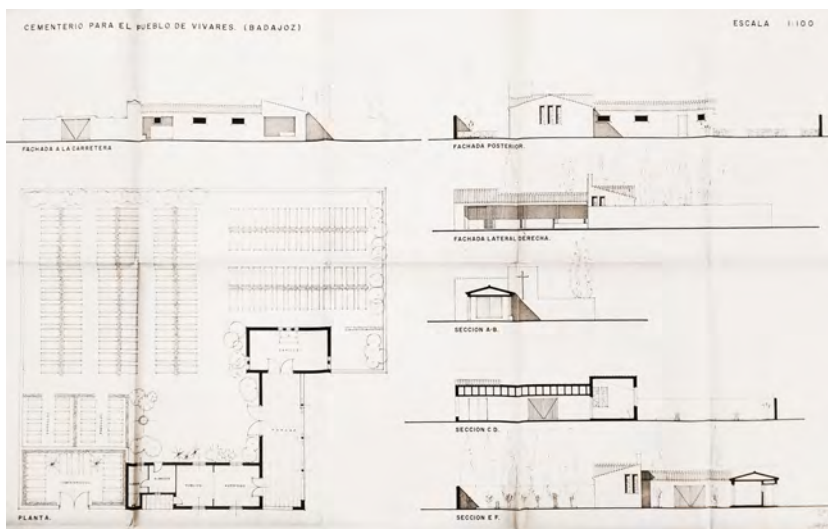 CEMENTERIO PARA EL pUEBLO DE VIVARES. (BADAJOZ)
ESCALA 1:100
FACHADA A LA CARRETERA
FACHADA POSTERIOR.
FACHADA LATERAL DERECHA.
SECCION A-B.
SECCION C D.
SECCION E F.
PLANTA.